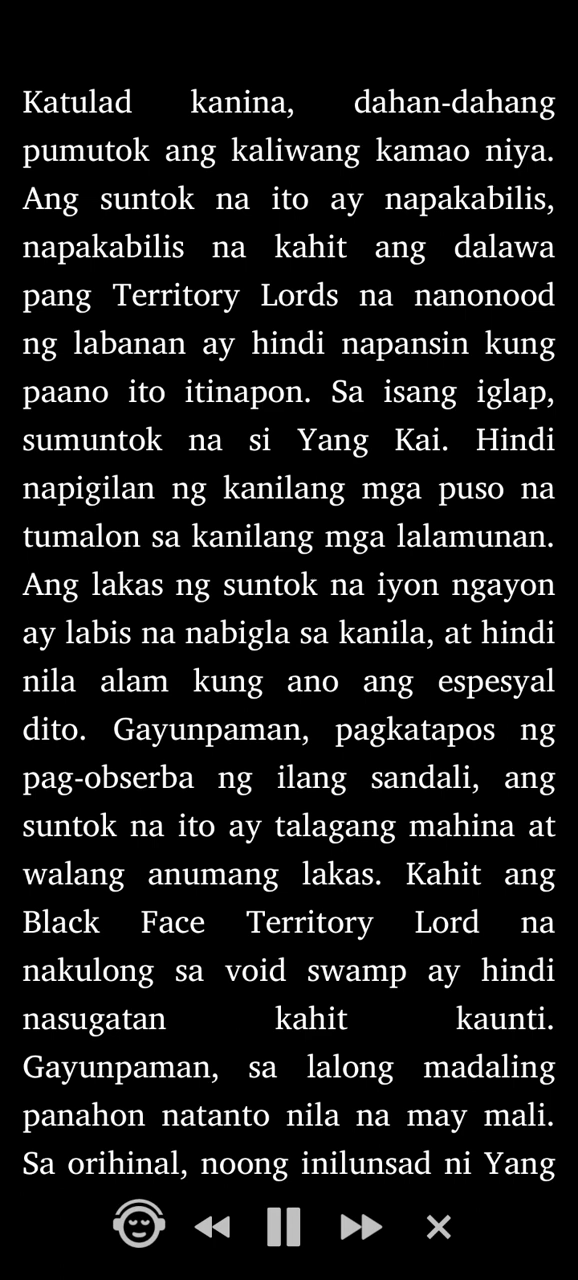 Katulad kanina, dahan-dahang
pumutok ang kaliwang kamao niya.
Ang suntok na ito ay napakabilis,
napakabilis na kahit ang dalawa
pang Territory Lords na nanonood
ng labanan ay hindi napansin kung
paano ito itinapon. Sa isang iglap,
sumuntok na si Yang Kai. Hindi
napigilan ng kanilang mga puso na
tumalon sa kanilang mga lalamunan.
Ang lakas ng suntok na iyon ngayon
ay labis na nabigla sa kanila, at hindi
nila alam kung ano ang espesyal
dito. Gayunpaman, pagkatapos ng
pag-obserba ng ilang sandali, ang
suntok na ito ay talagang mahina at
walang anumang lakas. Kahit ang
Black Face Territory Lord na
nakulong sa void swamp ay hindi
nasugatan kahit kaunti.
Gayunpaman, sa lalong madaling
panahon natanto nila na may mali.
Sa orihinal, noong inilunsad ni Yang